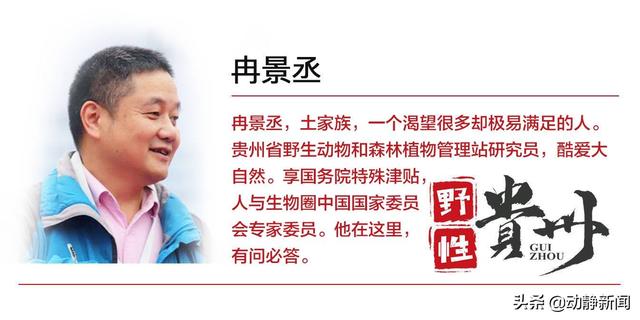 冉景丞
冉景丞，土家族，一个渴望很多却极易满足的人。
贵州省野生动物和森林植物管理站研究员，酷爱大
自然。享国务院特殊津贴，
人与生物圈中国国家委员
会专家委员。他在这里，
有问必答。
野性
貴州
GUI
ZHOU
头条 @动静新闻